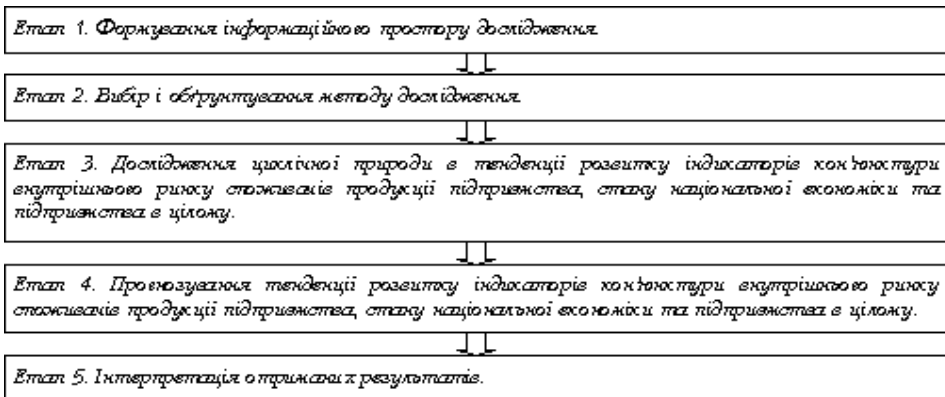 Етап 1. Формування інформаційного простору дослідження.
Етап 2. Вибір і обґрунтування методу дослідження.
Етап 3. Дослідження циклічної природи в тенденції розвитку індикаторів кон'юнктури
внутрішнього ринку споживачів продукції підприємства, стану національної економіки та
підприємства в цілому.
Етап 4. Прогнозування тенденції розвитку індикаторів кон'юнктури внутрішнього ринку
споживачів продукції підприємства, стану національної економіки та підприємства в цілому.
Етап 5. Інтерпретація отриманих результатів.